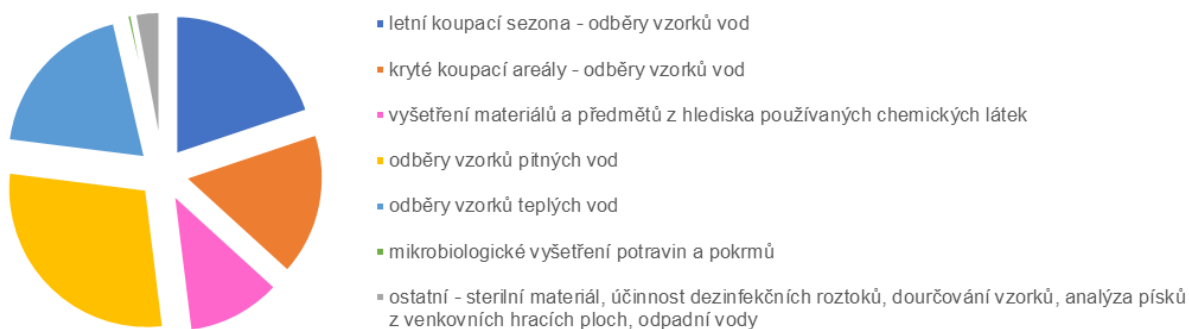 letní koupací sezona - odběry vzorků vod
kryté koupací areály - odběry vzorků vod
vyšetření materiálů a předmětů z hlediska používaných chemických látek
odběry vzorků pitných vod
odběry vzorků teplých vod
mikrobiologické vyšetření potravin a pokrmů
ostatní - sterilní materiál, účinnost dezinfekčních roztoků, dourčování vzorků, analýza písků
z venkovních hracích ploch, odpadní vody